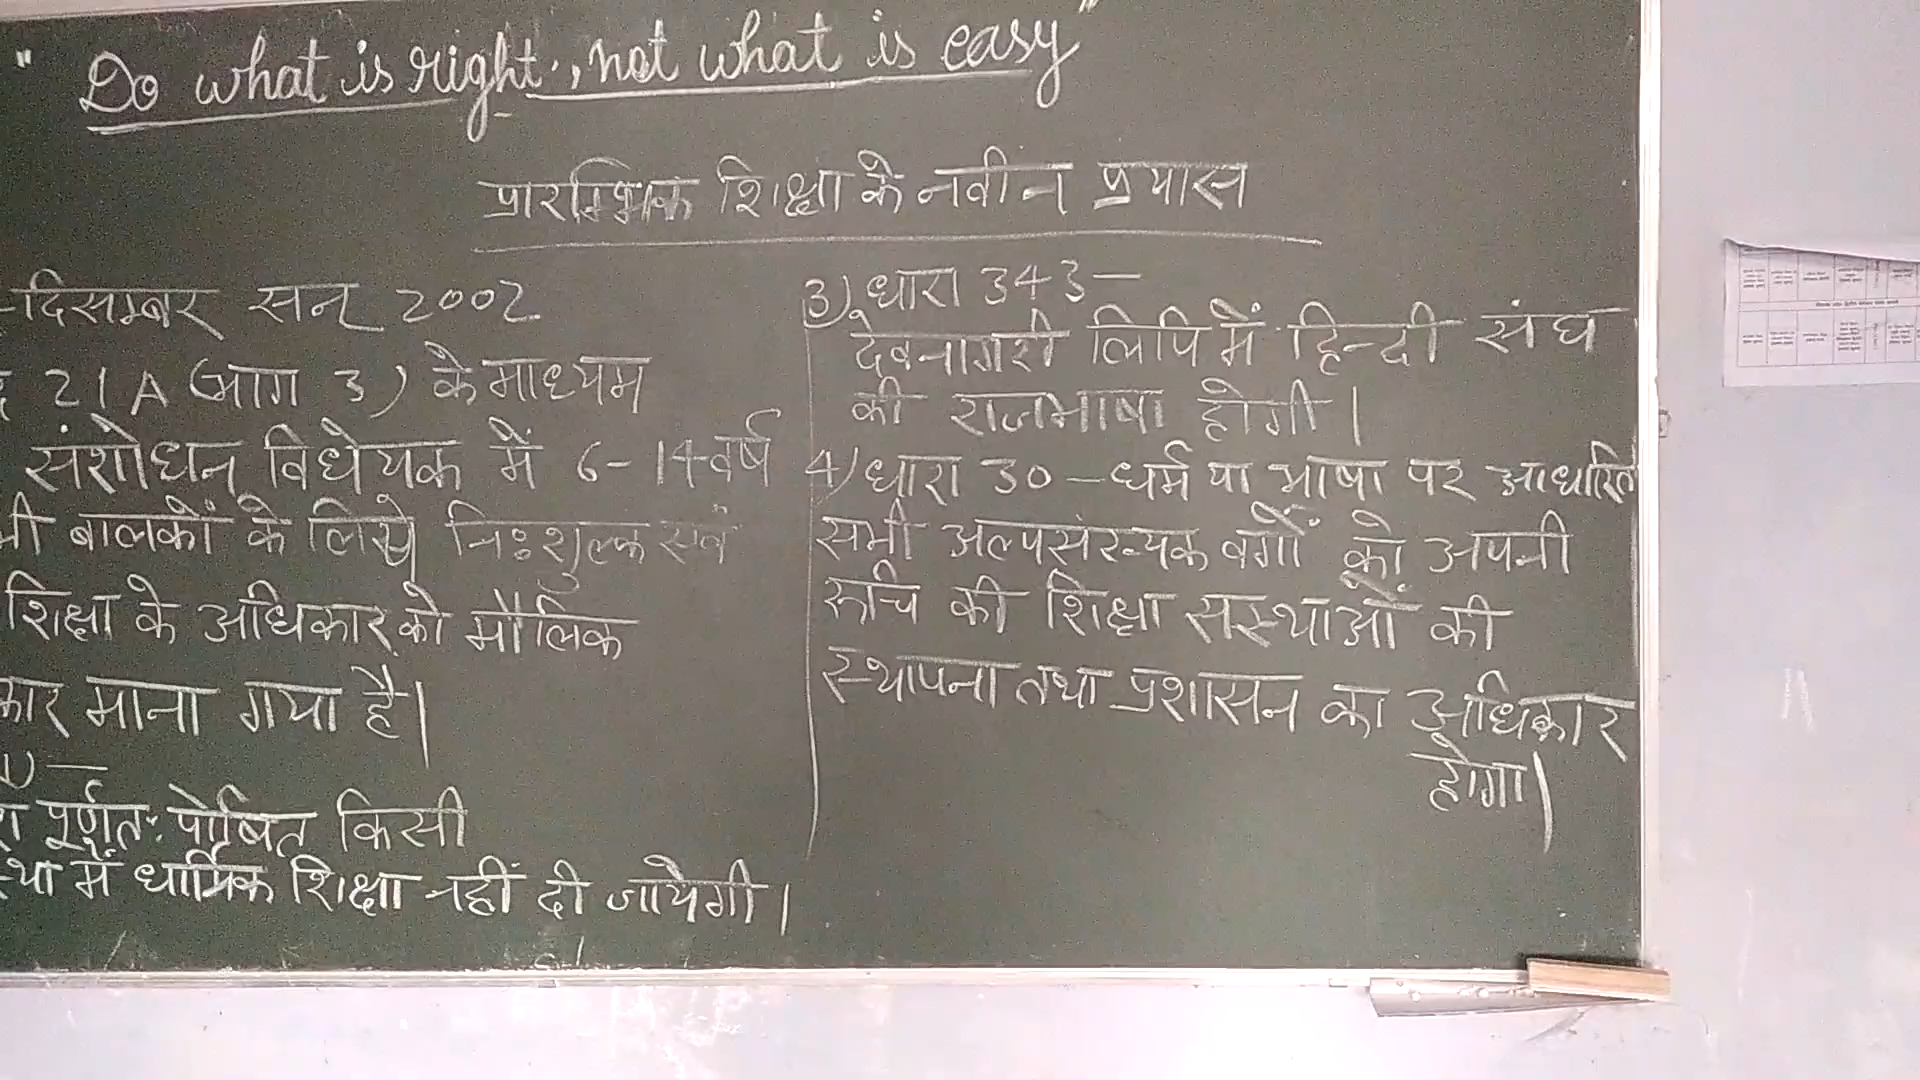 "Do what is right, not what is easy"
प्रारम्भिक शिक्षा के नवीन प्रयास
-दिसम्बर सन् 2002
21A (भाग 3) के माध्यम
संशोधन विधेयक में 6-14 वर्ष
बालकों के लिये निःशुल्क एवं
शिक्षा के अधिकार को मौलिक
माना गया है।
पूर्णतः पोषित किसी
में धार्मिक शिक्षा नहीं दी जायेगी।
3) धारा 343 –
देवनागरी लिपि में हिन्दी संघ
की राजभाषा होगी।
4) धारा 30 – धर्म या भाषा पर आधारित
सभी अल्पसंख्यक वर्गों को अपनी
रूचि की शिक्षा सस्थाओं की
स्थापना तथा प्रशासन का अधिकार
होगा।